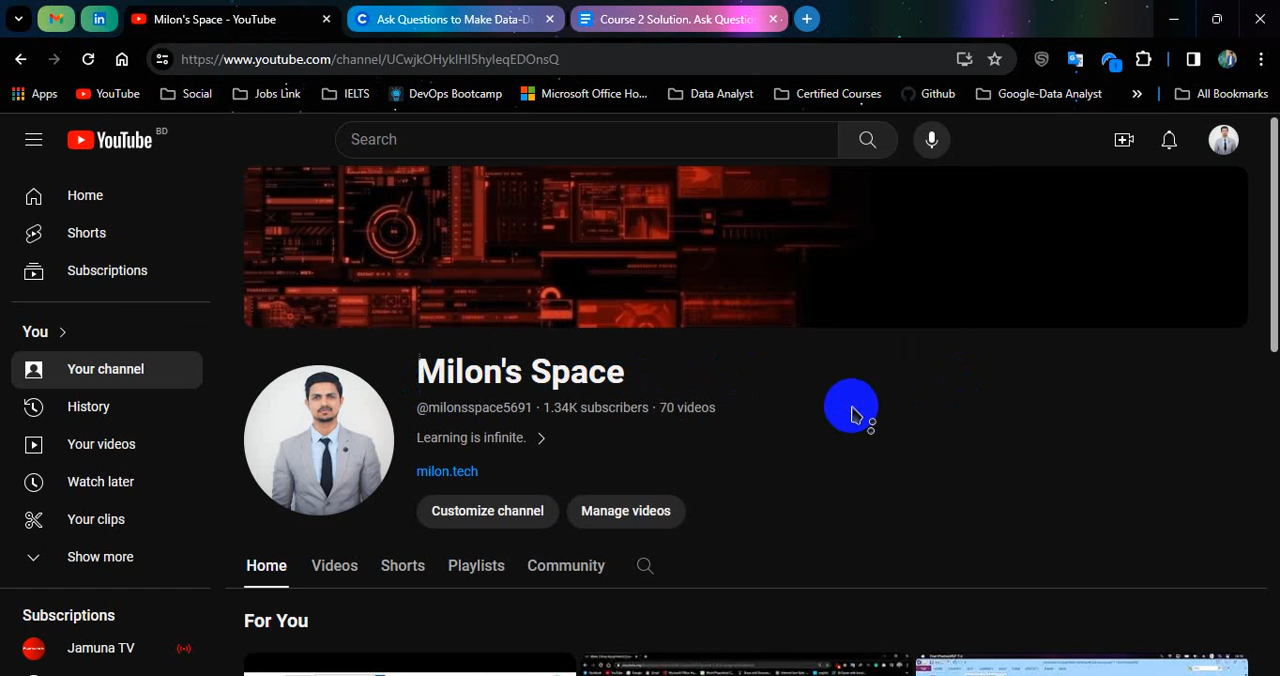 Milon's Space - YouTube
Ask Questions to Make Data-D
Course 2 Solution. Ask Questio
https://www.youtube.com/channel/UCwjkOHyklHI5hyleqEDOnsQ
Apps YouTube Social Jobs Link IELTS DevOps Bootcamp Microsoft Office Ho... Data Analyst Certified Courses Github Google-Data Analyst All Bookmarks
YouTube BD
Search
Home
Shorts
Subscriptions
You
Your channel
History
Your videos
Watch later
Your clips
Show more
Subscriptions
Jamuna TV
Milon's Space
@milonsspace5691 · 1.34K subscribers · 70 videos
Learning is infinite.
milon.tech
Customize channel Manage videos
Home Videos Shorts Playlists Community
For You